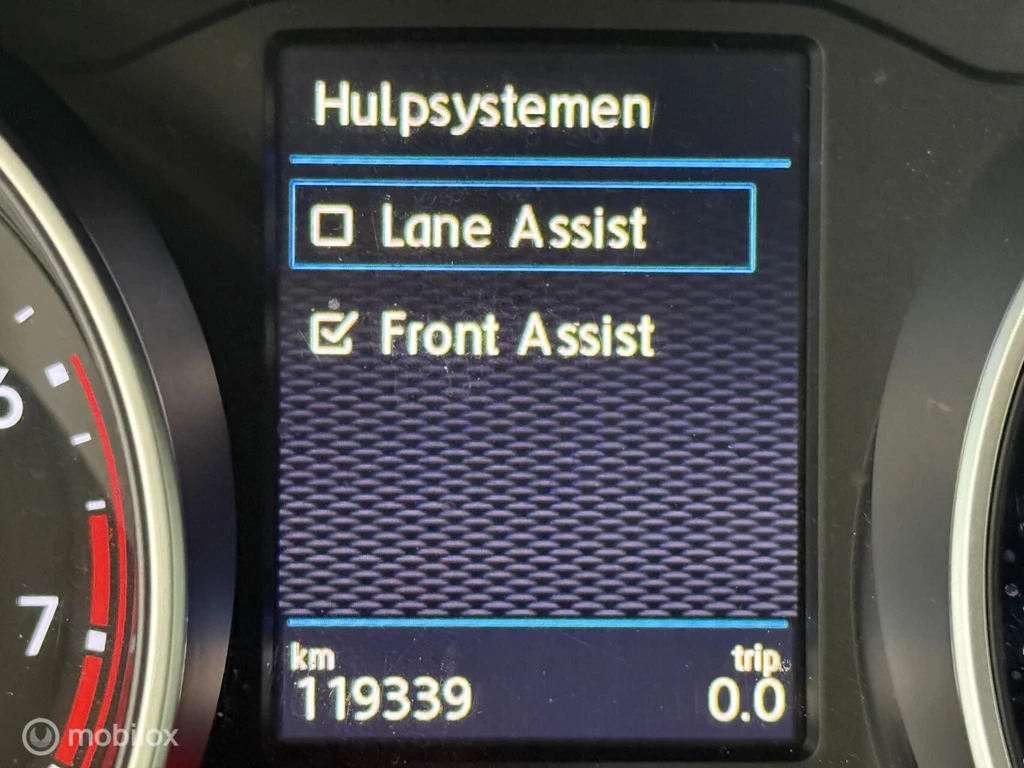 Hulpsystemen
Lane Assist
Front Assist
6
7
km trip
119339 0.0
mobilox